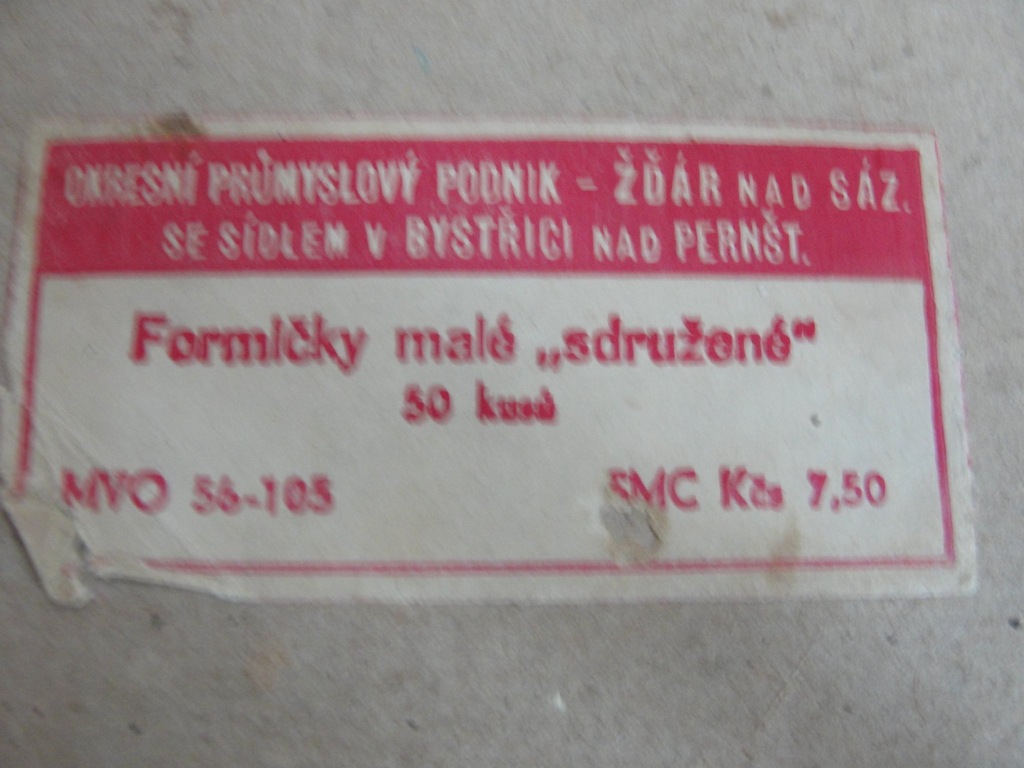 OKRESNÍ PRŮMYSLOVÝ PODNIK - ŽĎÁR NAD SÁZ.
SE SÍDLEM V BYSTŘICI NAD PERNŠT.
Formičky malé „sdružené“
50 kusů
MVO 56-105 SMC Kčs 7,50